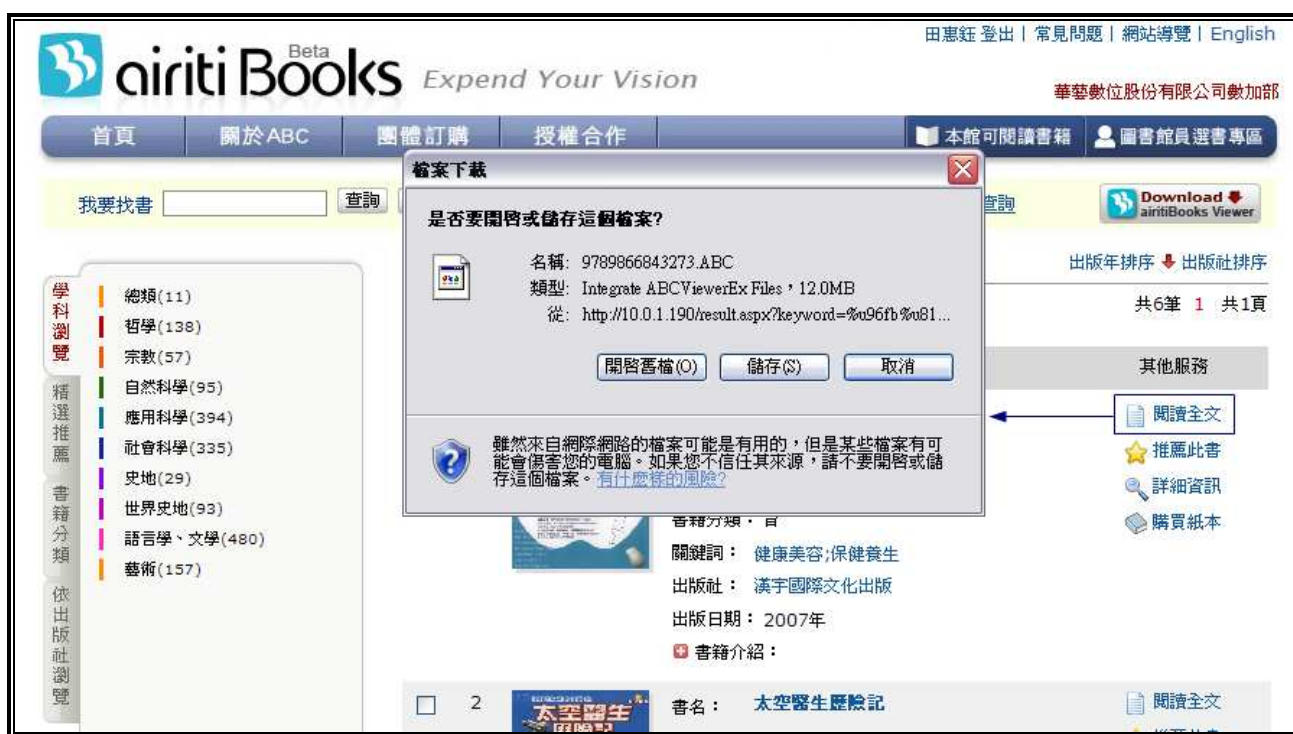 田惠鈺 登出 | 常見問題 | 網站導覽 | English
airiti Books Beta Expend Your Vision
華藝數位股份有限公司數加部
首頁 關於ABC 團體訂購 授權合作 本館可閱讀書籍 圖書館員選書專區
我要找書 查詢 查詢 Download airitiBooks Viewer
檔案下載
是否要開啓或儲存這個檔案?
名稱: 9789866843273.ABC
類型: Integrate ABCViewerEx Files，12.0MB
從: http://10.0.1.190/result.aspx?keyword=%u96fb%u81...
開啓舊檔(O) 儲存(S) 取消
雖然來自網際網路的檔案可能是有用的，但是某些檔案有可
能會傷害您的電腦。如果您不信任其來源，請不要開啓或儲
存這個檔案。有什麼樣的風險?
出版年排序 出版社排序
共6筆 1 共1頁
其他服務
學科瀏覽
精選推薦
書籍分類
依出版社瀏覽
總類(11)
哲學(138)
宗教(57)
自然科學(95)
應用科學(394)
社會科學(335)
史地(29)
世界史地(93)
語言學、文學(480)
藝術(157)
閱讀全文
推薦此書
詳細資訊
購買紙本
書籍分類：
關鍵詞： 健康美容;保健養生
出版社： 漢宇國際文化出版
出版日期：2007年
書籍介紹：
2 太空醫生歷險記 書名： 太空醫生歷險記 閱讀全文